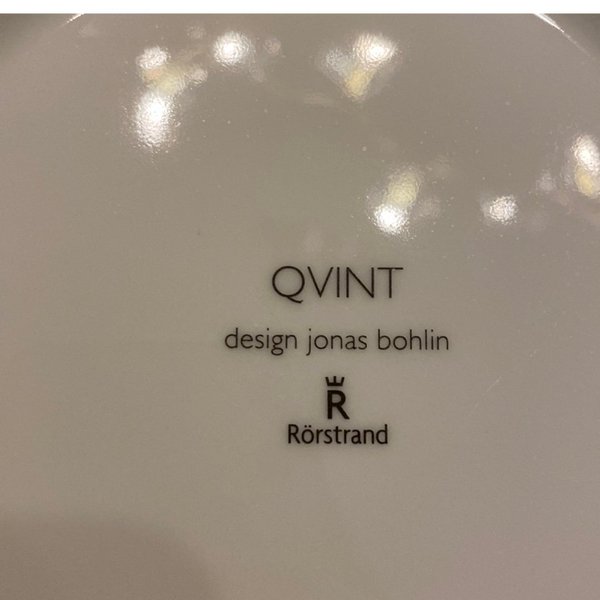 QVINT
design jonas bohlin
R
Rörstrand